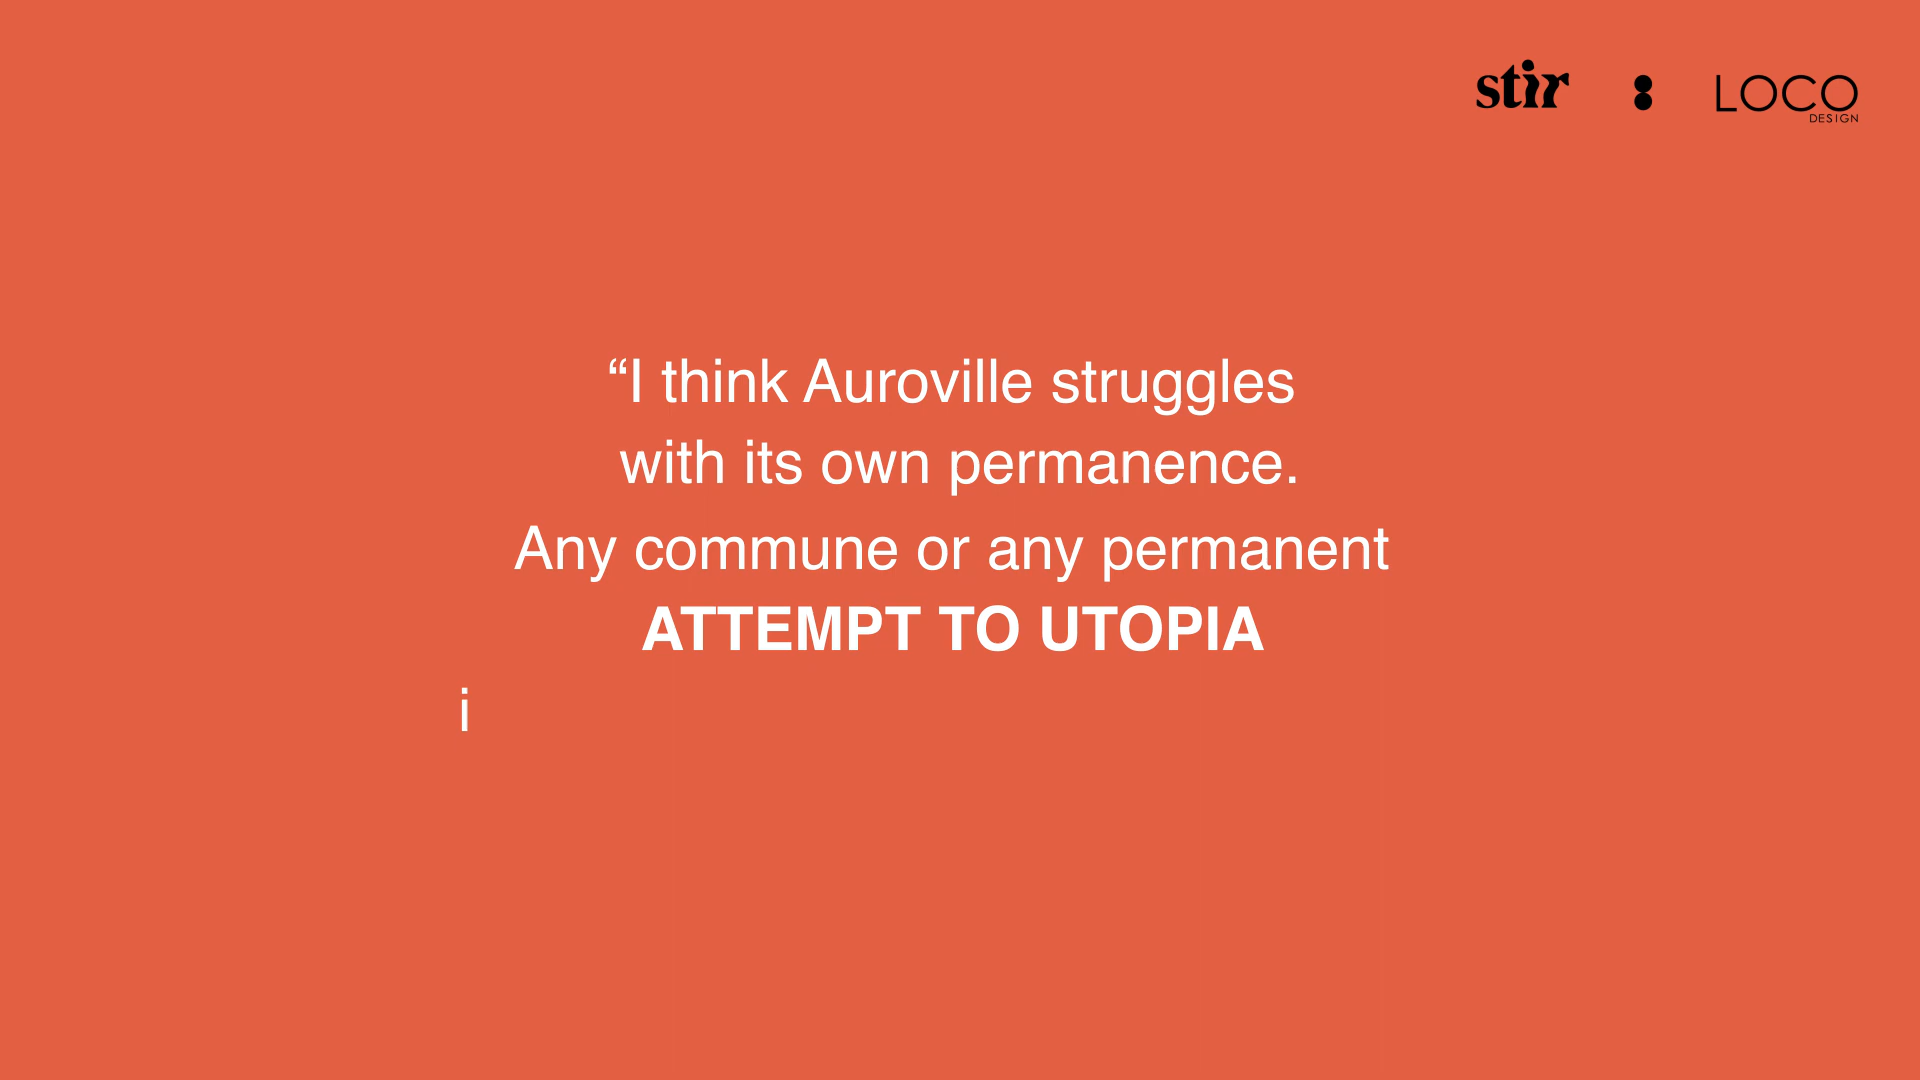 stir
LOCO
DESIGN
“I think Auroville struggles
with its own permanence.
Any commune or any permanent
ATTEMPT TO UTOPIA
i